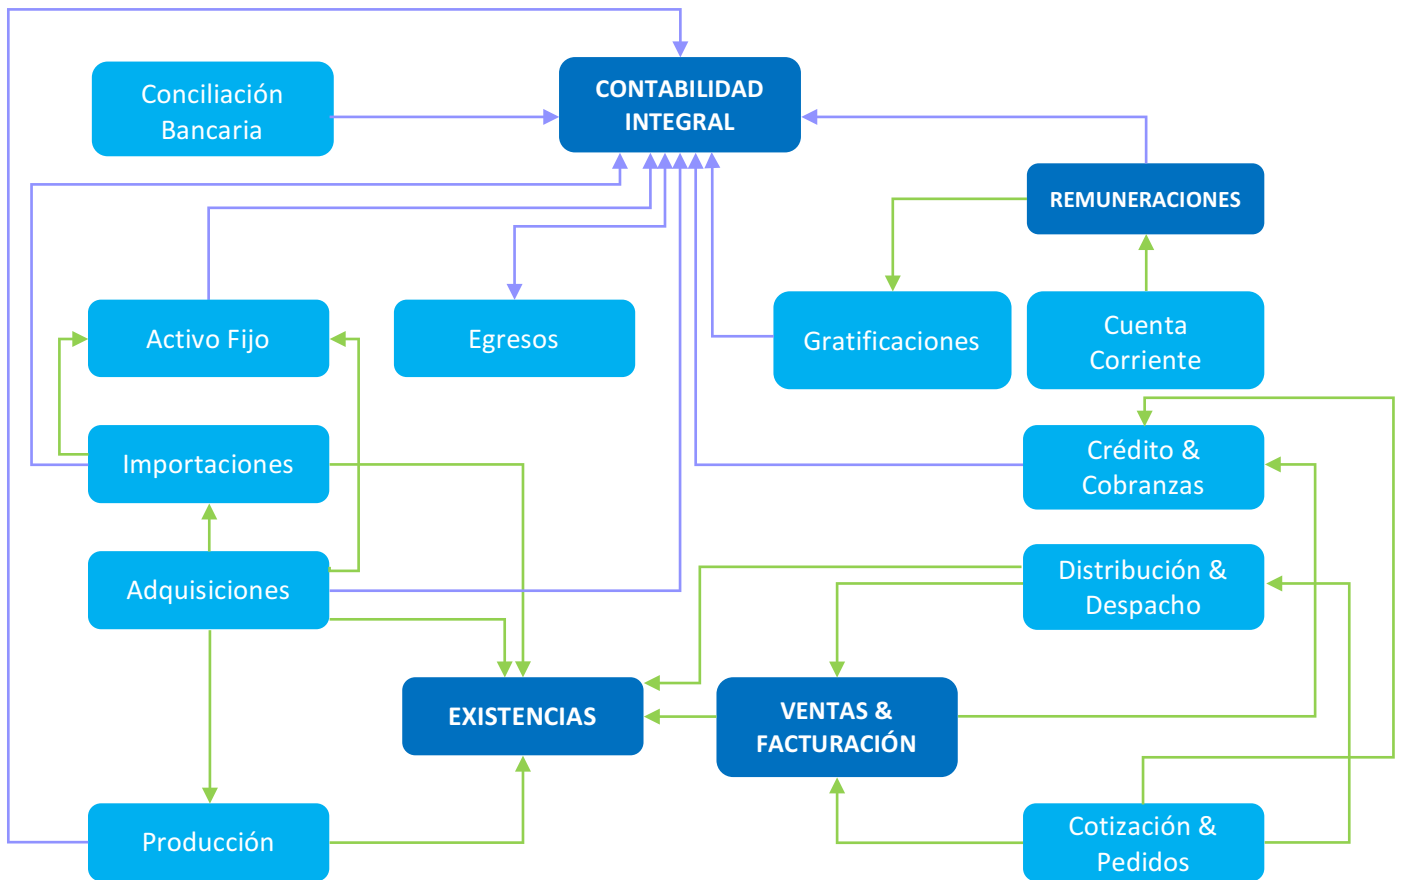 CONTABILIDAD
INTEGRAL
Conciliación
Bancaria
REMUNERACIONES
Activo Fijo
Egresos
Gratificaciones
Cuenta
Corriente
Importaciones
Crédito &
Cobranzas
Adquisiciones
Distribución &
Despacho
EXISTENCIAS
VENTAS &
FACTURACIÓN
Producción
Cotización &
Pedidos